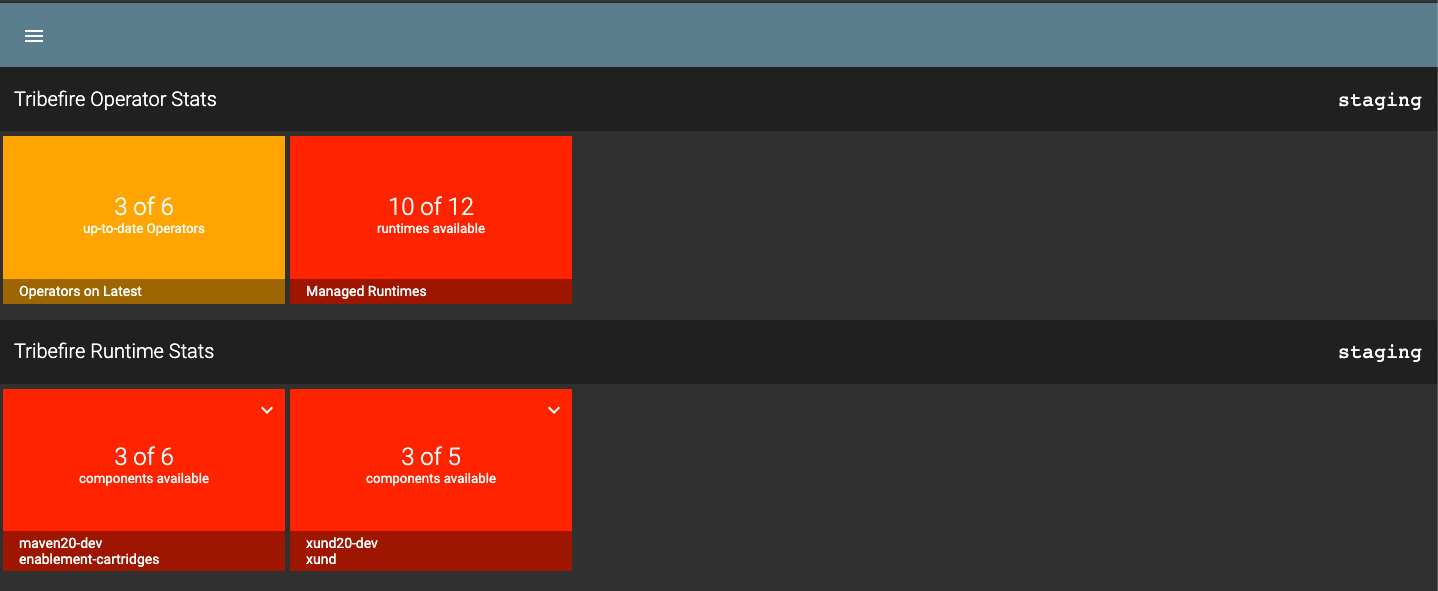 Tribefire Operator Stats
staging
3 of 6
up-to-date Operators
Operators on Latest
10 of 12
runtimes available
Managed Runtimes
Tribefire Runtime Stats
staging
3 of 6
components available
maven20-dev
enablement-cartridges
3 of 5
components available
xund20-dev
xund